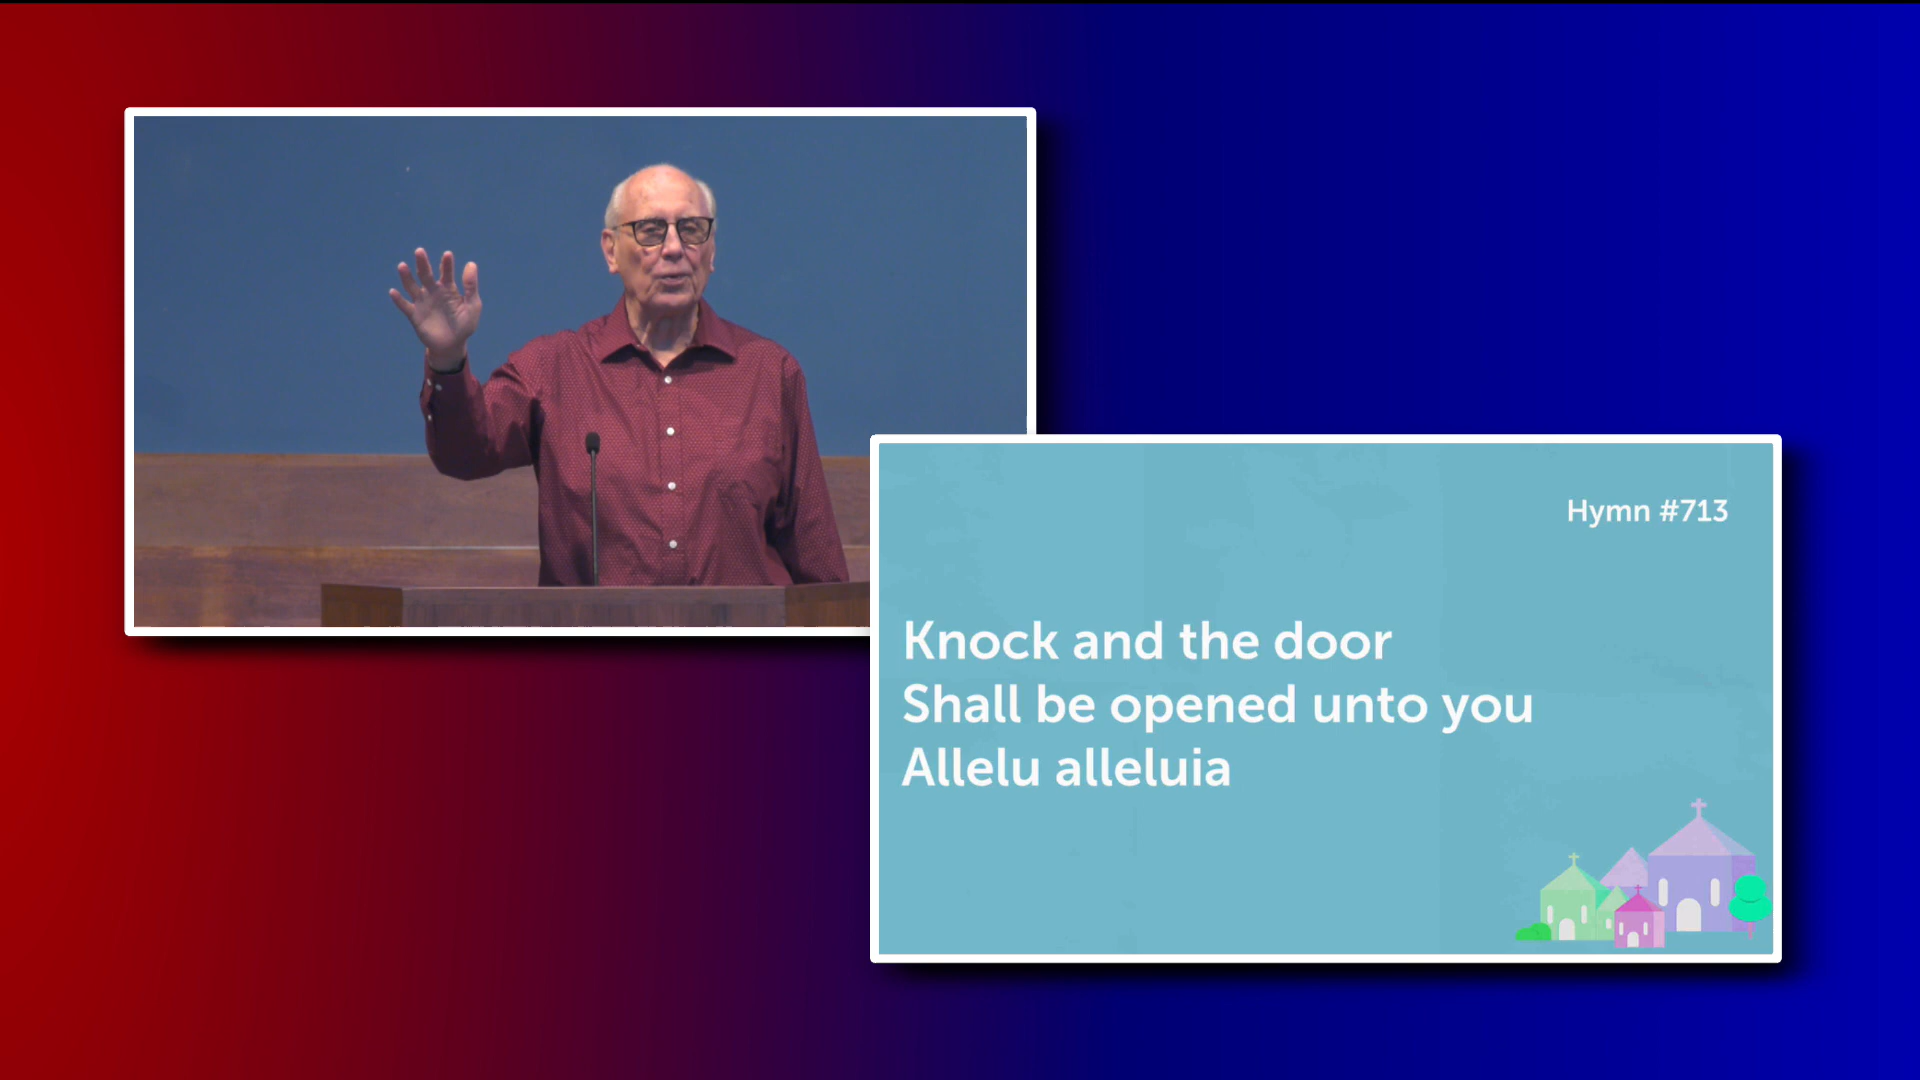 Hymn #713
Knock and the door
Shall be opened unto you
Allelu alleluia